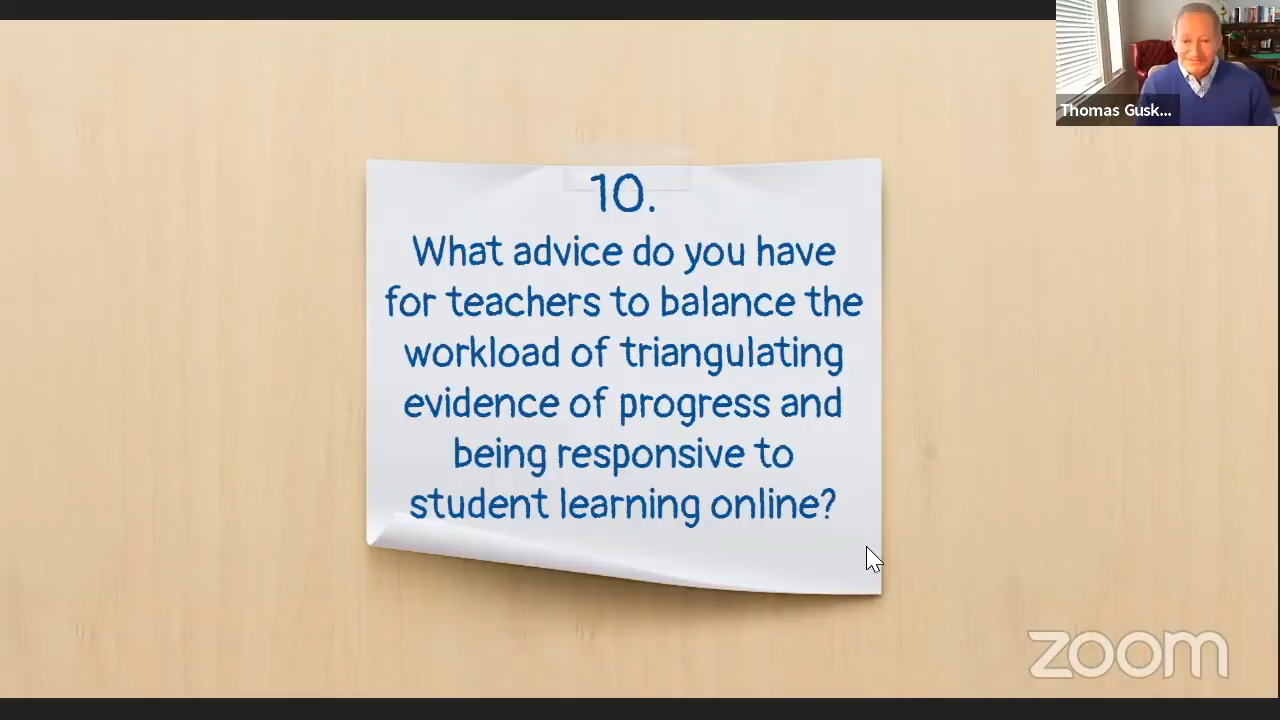 Thomas Gusk...
10.
What advice do you have
for teachers to balance the
workload of triangulating
evidence of progress and
being responsive to
student learning online?
zoom